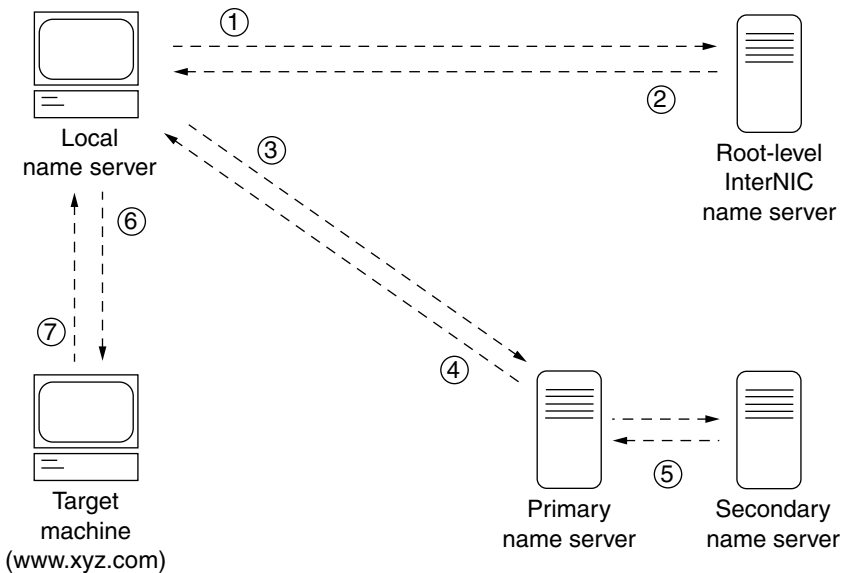 ①
②
Local
name server
Root-level
InterNIC
name server
③
⑥
⑦
④
⑤
Target
machine
(www.xyz.com)
Primary
name server
Secondary
name server